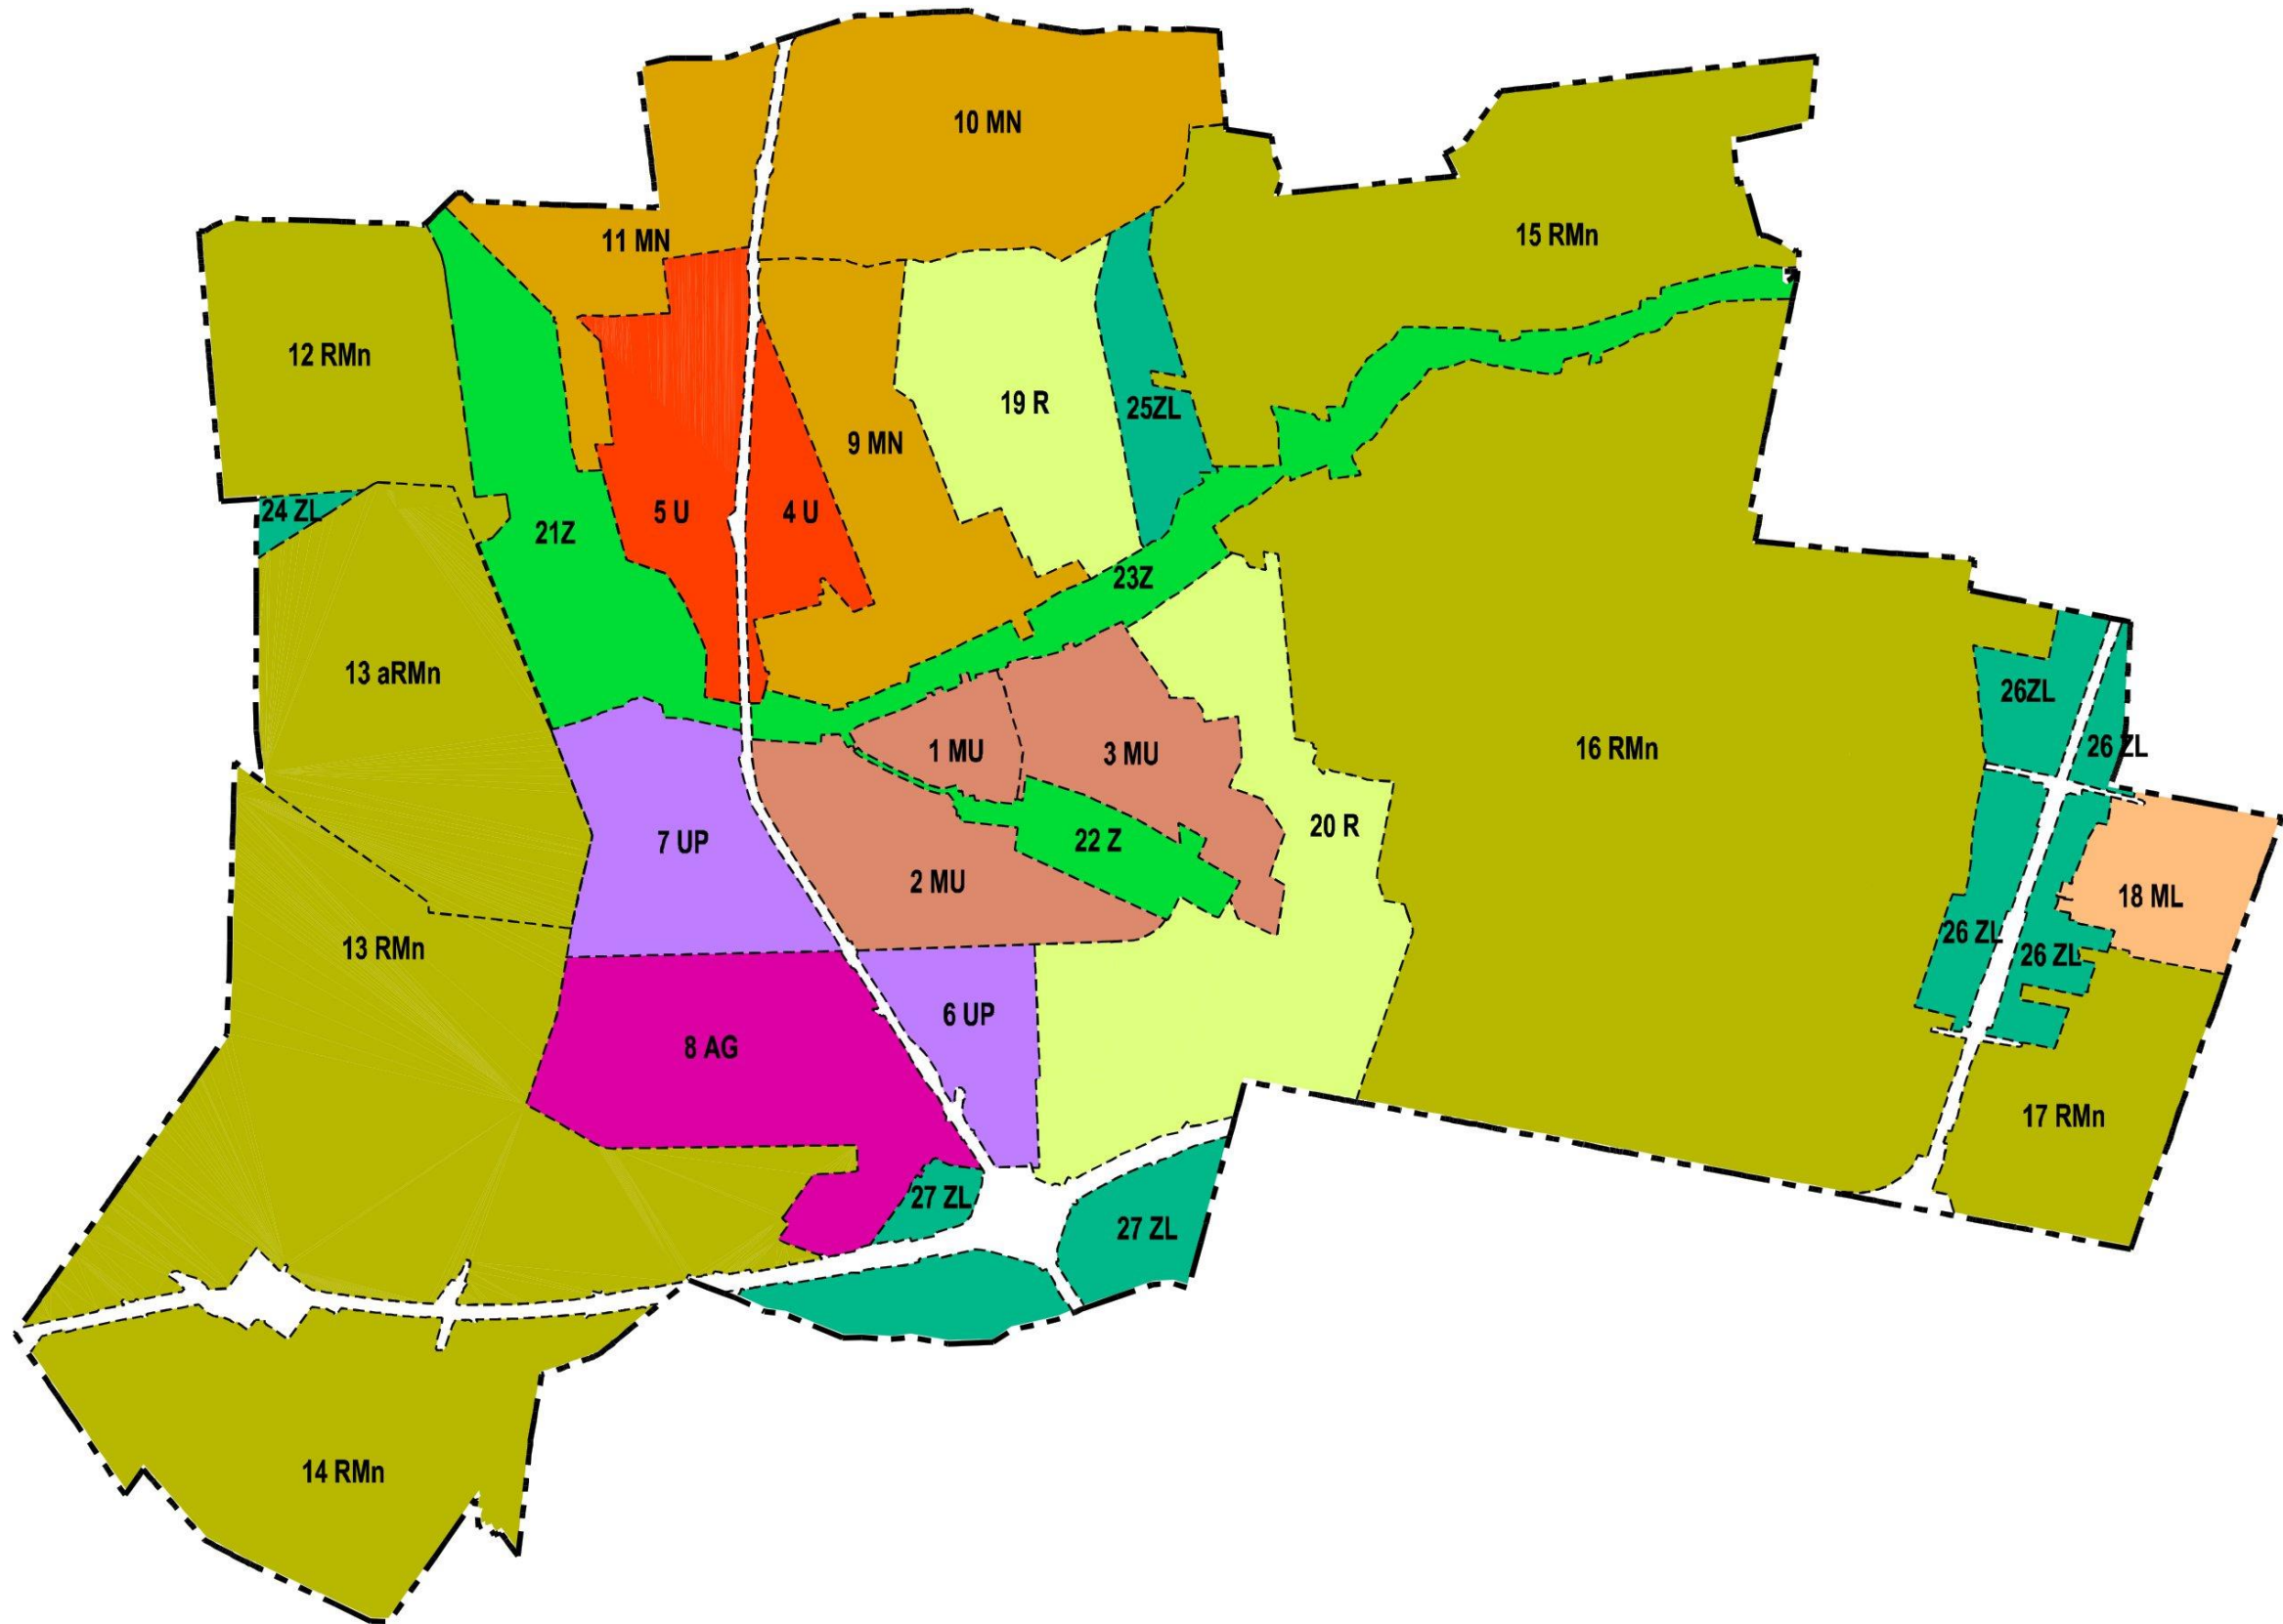 10 MN
11 MN
15 RMn
12 RMn
19 R
25ZL
9 MN
24 ZL
5 U
4 U
21Z
23Z
13 aRMn
26ZL
1 MU
3 MU
16 RMn
26 ZL
7 UP
22 Z
20 R
2 MU
18 ML
13 RMn
26 ZL
26 ZL
6 UP
8 AG
17 RMn
27 ZL
27 ZL
14 RMn